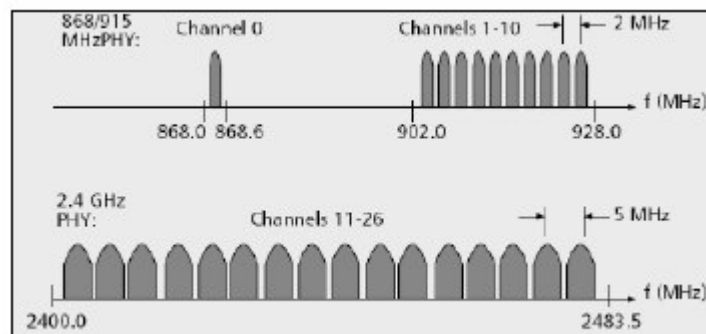 868/915
MHzPHY:
Channel 0
Channels 1-10
2 MHz
f (MHz)
868.0
868.6
902.0
928.0
2.4 GHz
PHY:
Channels 11-26
5 MHz
f (MHz)
2400.0
2483.5